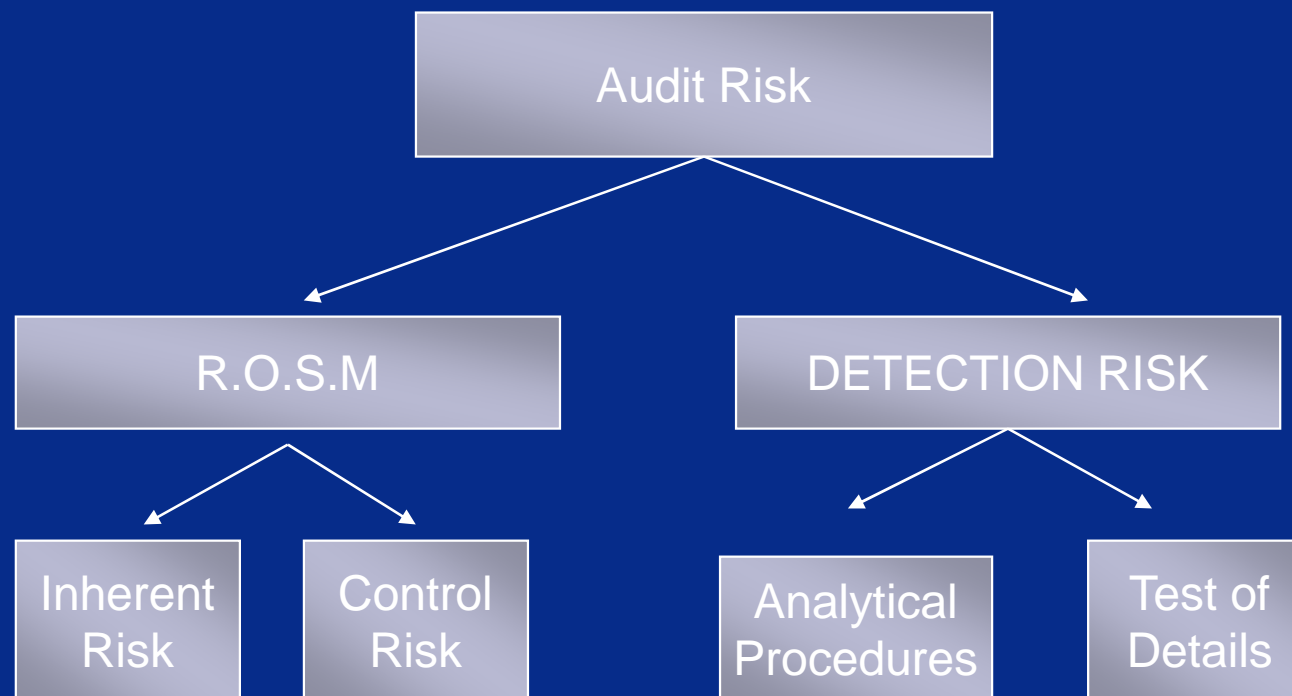 Audit Risk
R.O.S.M
DETECTION RISK
Inherent
Risk
Control
Risk
Analytical
Procedures
Test of
Details